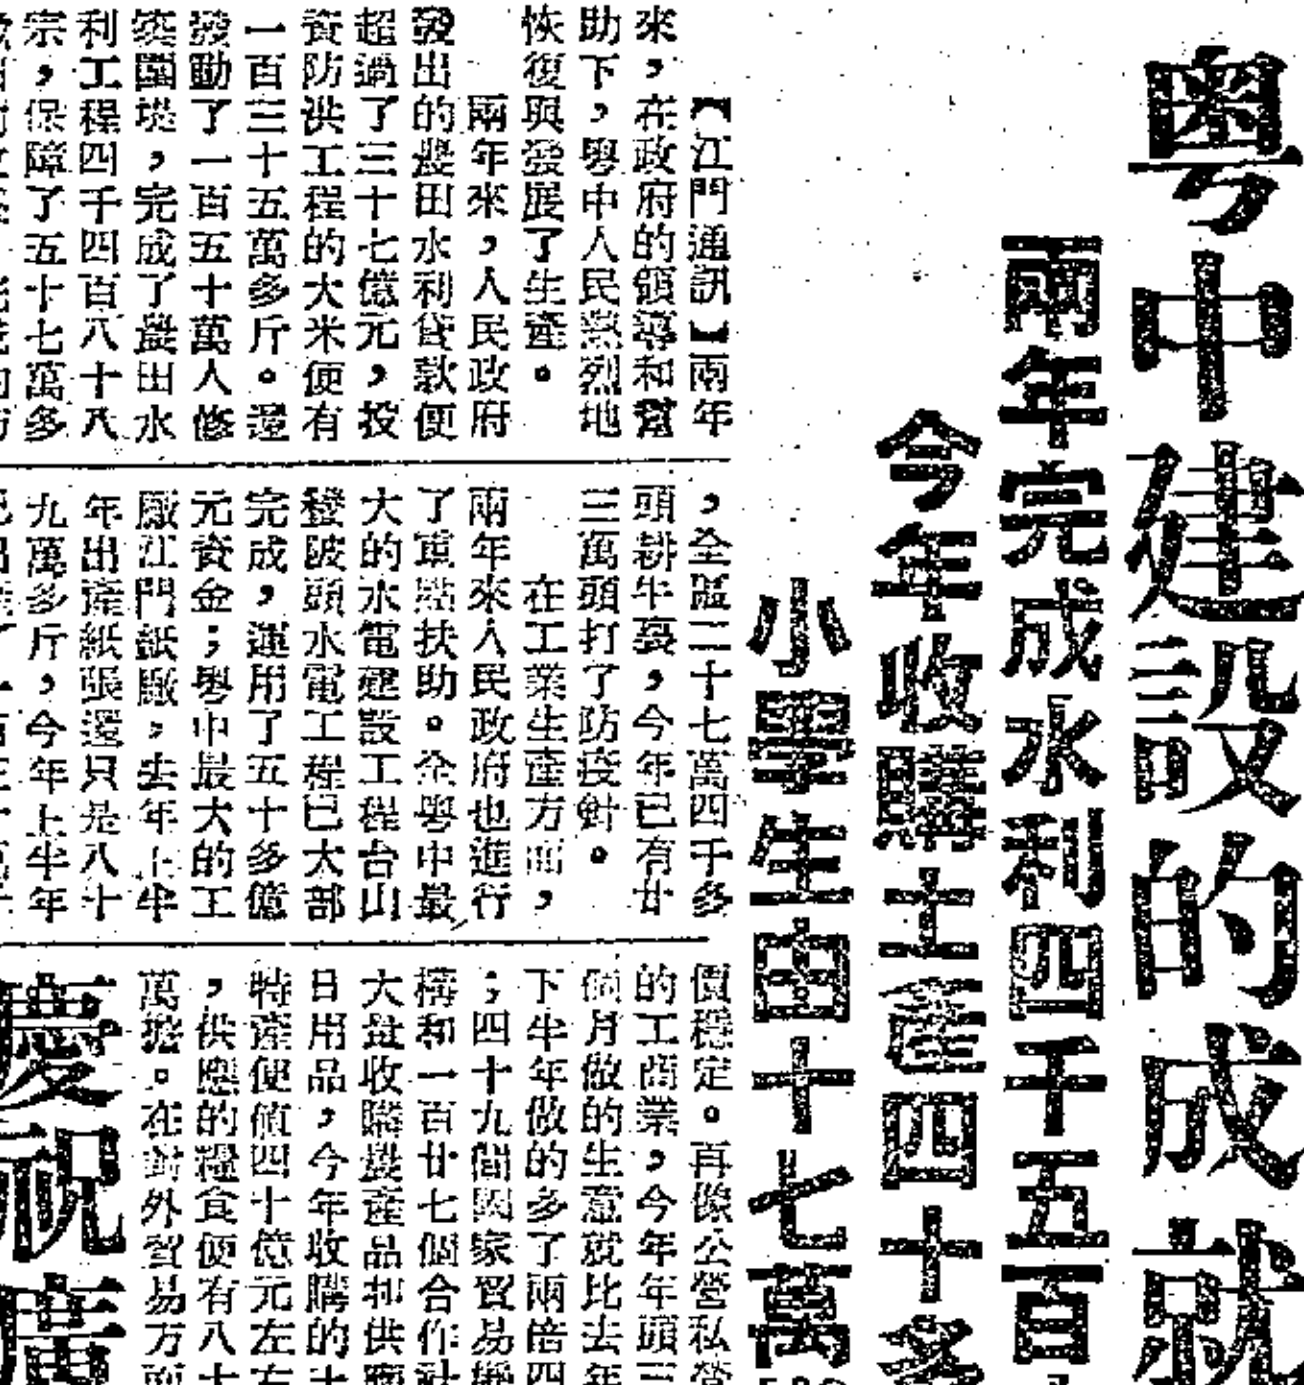 粤中建設的成就
兩年完成水利四千五百
今年收購土產四十多
小學生由十七萬
【江門通訊】兩年
來，在政府的領導和幫
助下，粤中人民熱烈地
恢復與發展了生產。
兩年來，人民政府
發出的農田水利貸款便
超過了三十七億元，投
資防洪工程的大米便有
一百三十五萬多斤。還
發動了一百五十萬人修
築圍堤，完成了農田水
利工程四千四百八十八
宗，保障了五十七萬多
，全區二十七萬四千多
頭耕牛裏，今年已有廿
三萬頭打了防疫針。
在工業生產方面，
兩年來人民政府也進行
了重點扶助。全粤中最
大的水電建設工程台山
發陂頭水電工程已大部
完成，運用了五十多億
元資金；粤中最大的工
廠江門紙廠，去年上半
年出產紙張還只是八十
九萬多斤，今年上半年
價穩定。再像公營私營
的工商業，今年年頭三
個月做的生意就比去年
下半年做的多了兩倍四
；四十九間國家貿易機
構和一百廿七個合作社
大量收購農產品和供應
日用品，今年收購的土
特產便值四十億元左右
，供應的糧食便有八十
萬擔。在對外貿易方面
慶祝廣